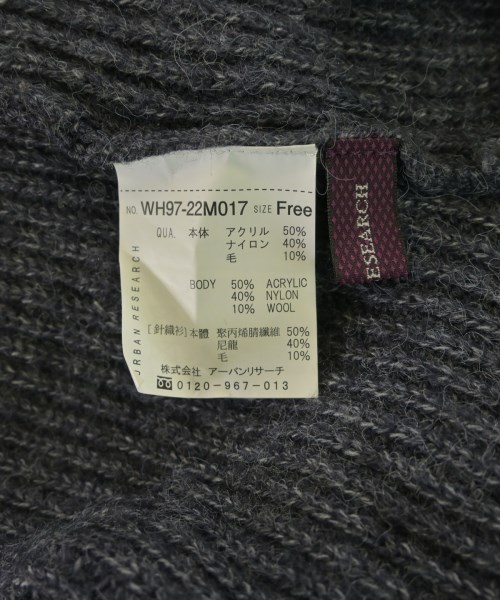 NO. WH97-22M017 SIZE Free
QUA. 本体 アクリル 50%
ナイロン 40%
毛 10%
BODY 50% ACRYLIC
40% NYLON
10% WOOL
[針織衫]本體 聚丙烯腈纖維 50%
尼龍 40%
毛 10%
株式会社 アーバンリサーチ
0120-967-013
URBAN RESEARCH
ESEARCH